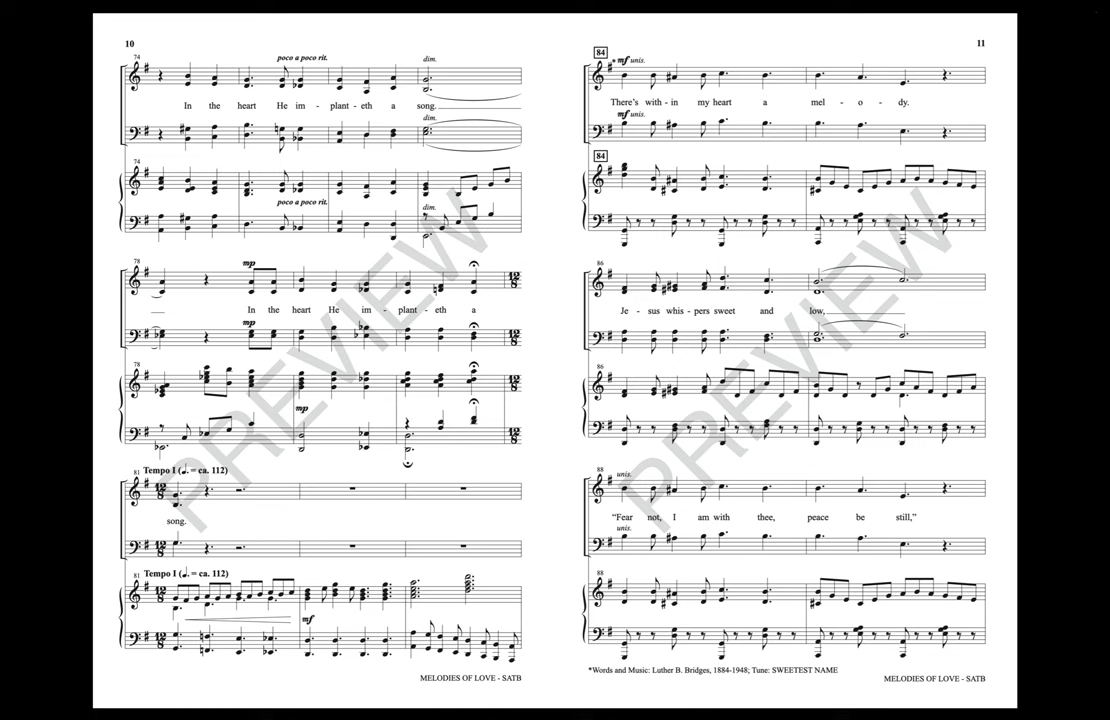 10
74
poco a poco rit.
dim.
In the heart He im - plant - eth a song.
dim.
74
poco a poco rit.
dim.
78
mp
In the heart He im - plant - eth a
mp
78
mp
81 Tempo I (♩. = ca. 112)
song.
81 Tempo I (♩. = ca. 112)
mf
MELODIES OF LOVE - SATB
11
84
* mf unis.
There's with - in my heart a mel - o - dy.
mf unis.
84
86
Je - sus whis - pers sweet and low,
86
88
unis.
“Fear not, I am with thee, peace be still,”
unis.
88
*Words and Music: Luther B. Bridges, 1884-1948; Tune: SWEETEST NAME
MELODIES OF LOVE - SATB
PREVIEW
PREVIEW